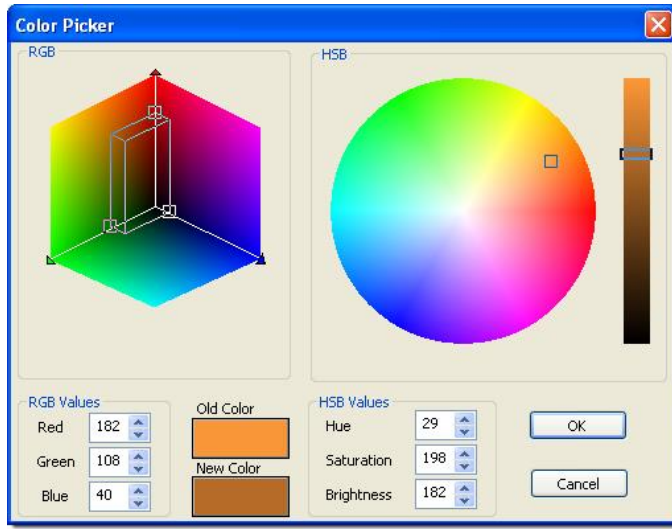 Color Picker
RGB
HSB
RGB Values
Red 182
Green 108
Blue 40
Old Color
New Color
HSB Values
Hue 29
Saturation 198
Brightness 182
OK
Cancel